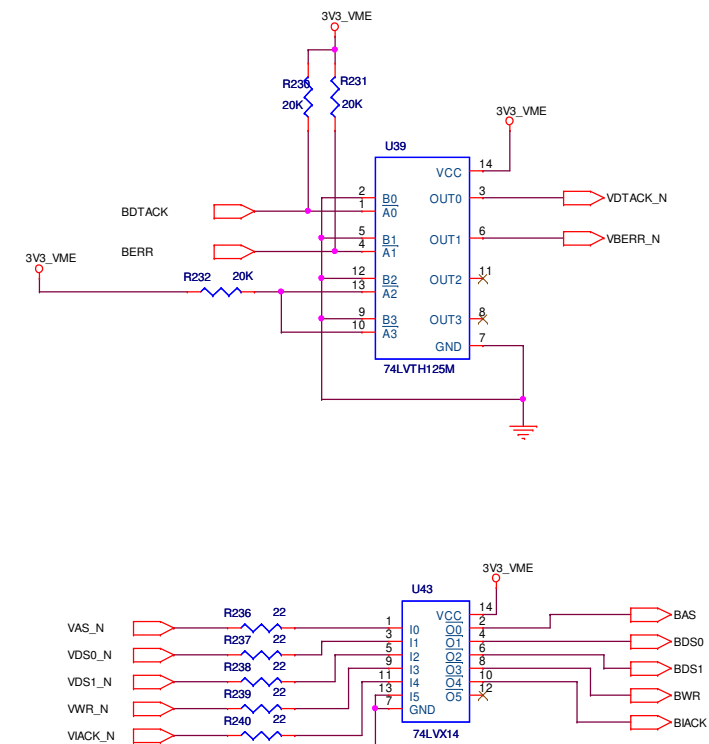 3V3_VME
R230 R231
20K 20K
3V3_VME
U39
VCC 14
2 B0 OUT0 3 VDTACK_N
BDTACK 1 A0
5 B1 OUT1 6 VBERR_N
BERR 4 A1
3V3_VME
R232 20K
12 B2 OUT2 11
13 A2
9 B3 OUT3 8
10 A3
GND 7
74LVTH125M
3V3_VME
U43
VCC 14
R236 22
VAS_N 1 I0 O0 2 BAS
R237 22
VDS0_N 3 I1 O1 4 BDS0
R238 22
VDS1_N 5 I2 O2 6 BDS1
R239 22
VWR_N 9 I3 O3 8 BWR
R240 22
VIACK_N 11 I4 O4 10 BIACK
13 I5 O5 12
7 GND
74LVX14